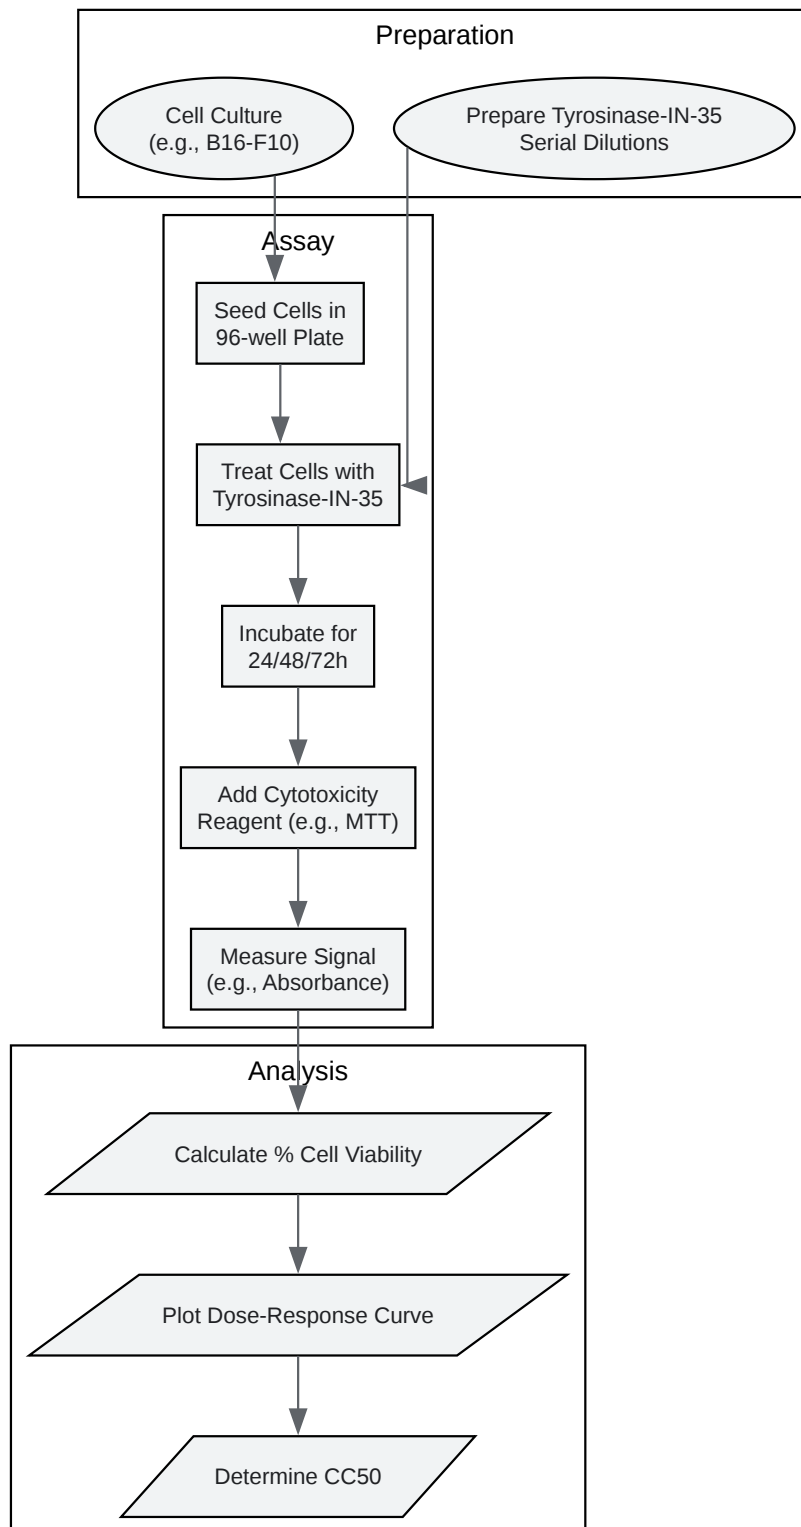 Preparation
Cell Culture
(e.g., B16-F10)
Prepare Tyrosinase-IN-35
Serial Dilutions
Assay
Seed Cells in
96-well Plate
Treat Cells with
Tyrosinase-IN-35
Incubate for
24/48/72h
Add Cytotoxicity
Reagent (e.g., MTT)
Measure Signal
(e.g., Absorbance)
Analysis
Calculate % Cell Viability
Plot Dose-Response Curve
Determine CC50